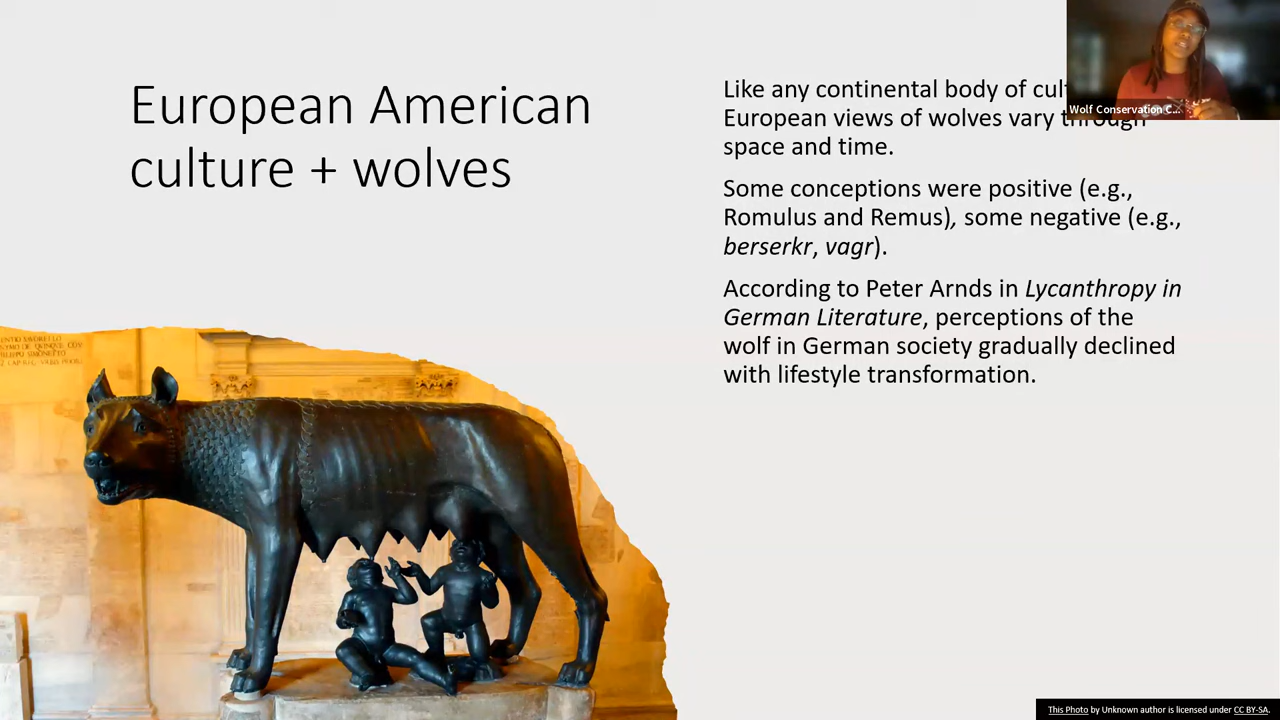 European American
culture + wolves
Like any continental body of
European views of wolves vary through
space and time.
Some conceptions were positive (e.g.,
Romulus and Remus), some negative (e.g.,
berserkr, vagr).
According to Peter Arnds in Lycanthropy in
German Literature, perceptions of the
wolf in German society gradually declined
with lifestyle transformation.
Wolf Conservation C...
This Photo by Unknown author is licensed under CC BY-SA.